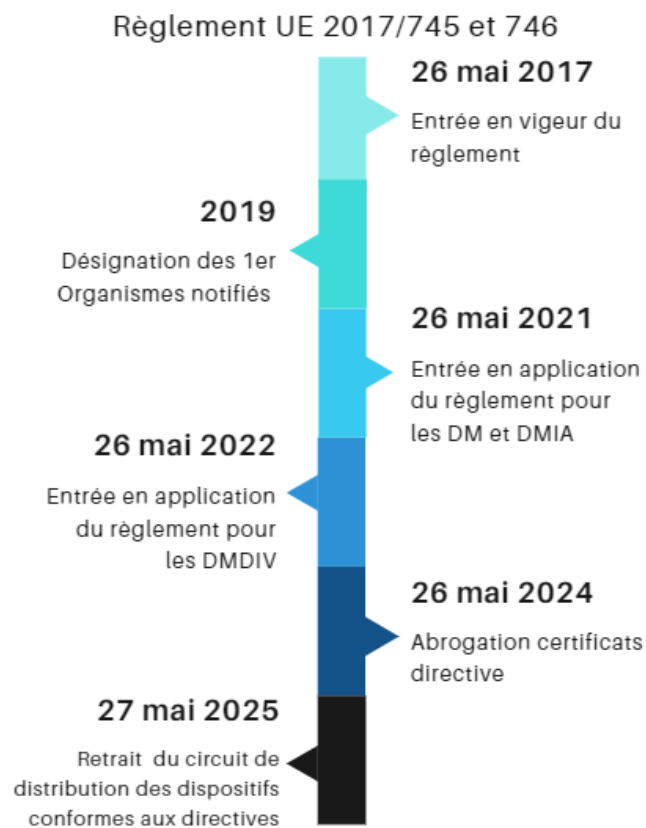 Règlement UE 2017/745 et 746
26 mai 2017
Entrée en vigeur du
règlement
2019
Désignation des 1er
Organismes notifiés
26 mai 2021
Entrée en application
du règlement pour
les DM et DMIA
26 mai 2022
Entrée en application
du règlement pour
les DMDIV
26 mai 2024
Abrogation certificats
directive
27 mai 2025
Retrait du circuit de
distribution des dispositifs
conformes aux directives